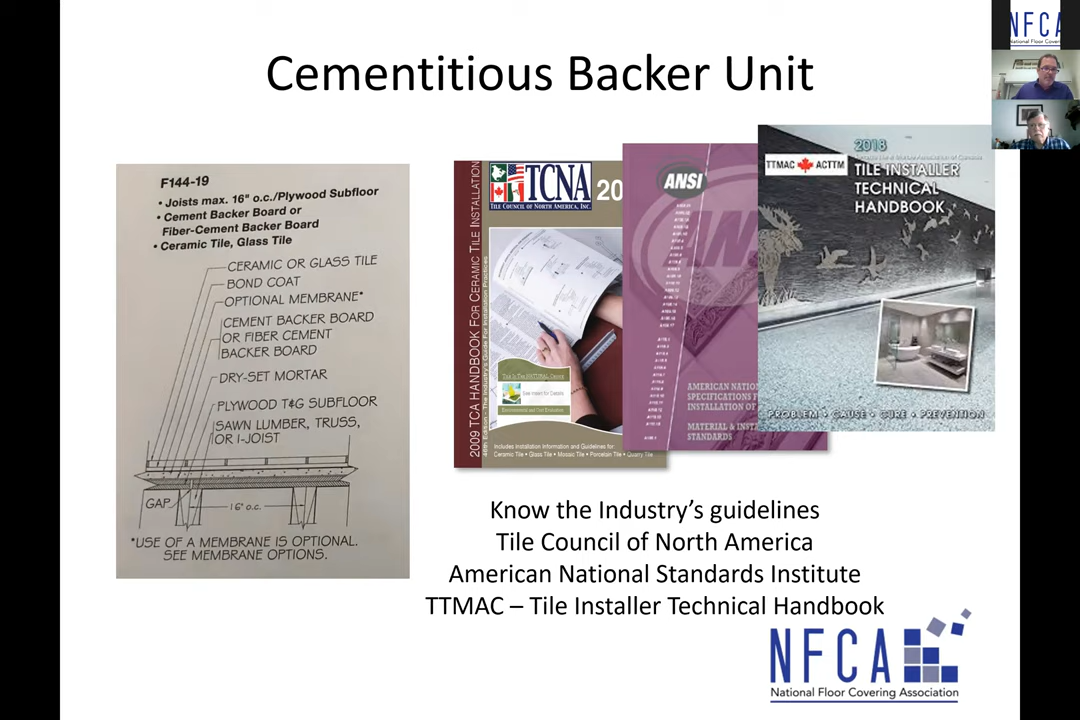 NFCA
National Floor Coverin
Cementitious Backer Unit
F144-19
• Joists max. 16" o.c./Plywood Subfloor
• Cement Backer Board or
Fiber-Cement Backer Board
• Ceramic Tile, Glass Tile
CERAMIC OR GLASS TILE
BOND COAT
OPTIONAL MEMBRANE*
CEMENT BACKER BOARD
OR FIBER CEMENT
BACKER BOARD
DRY-SET MORTAR
PLYWOOD T&G SUBFLOOR
SAWN LUMBER, TRUSS,
OR I-JOIST
GAP
16" o.c.
*USE OF A MEMBRANE IS OPTIONAL.
SEE MEMBRANE OPTIONS.
2009 TCA HANDBOOK FOR CERAMIC TILE INSTALLATION
TCNA
TILE COUNCIL OF NORTH AMERICA, INC.
20
Includes Installation Information and Guidelines for:
Ceramic Tile • Glass Tile • Mosaic Tile • Porcelain Tile • Quarry Tile
ANSI
AMERICAN NATIO
SPECIFICATIONS F
INSTALLATION OF
MATERIAL & INST
STANDARDS
2018
TTMAC ACTTM
TILE INSTALLER
TECHNICAL
HANDBOOK
PROBLEM • CAUSE • CURE • PREVENTION
Know the Industry’s guidelines
Tile Council of North America
American National Standards Institute
TTMAC – Tile Installer Technical Handbook
NFCA
National Floor Covering Association